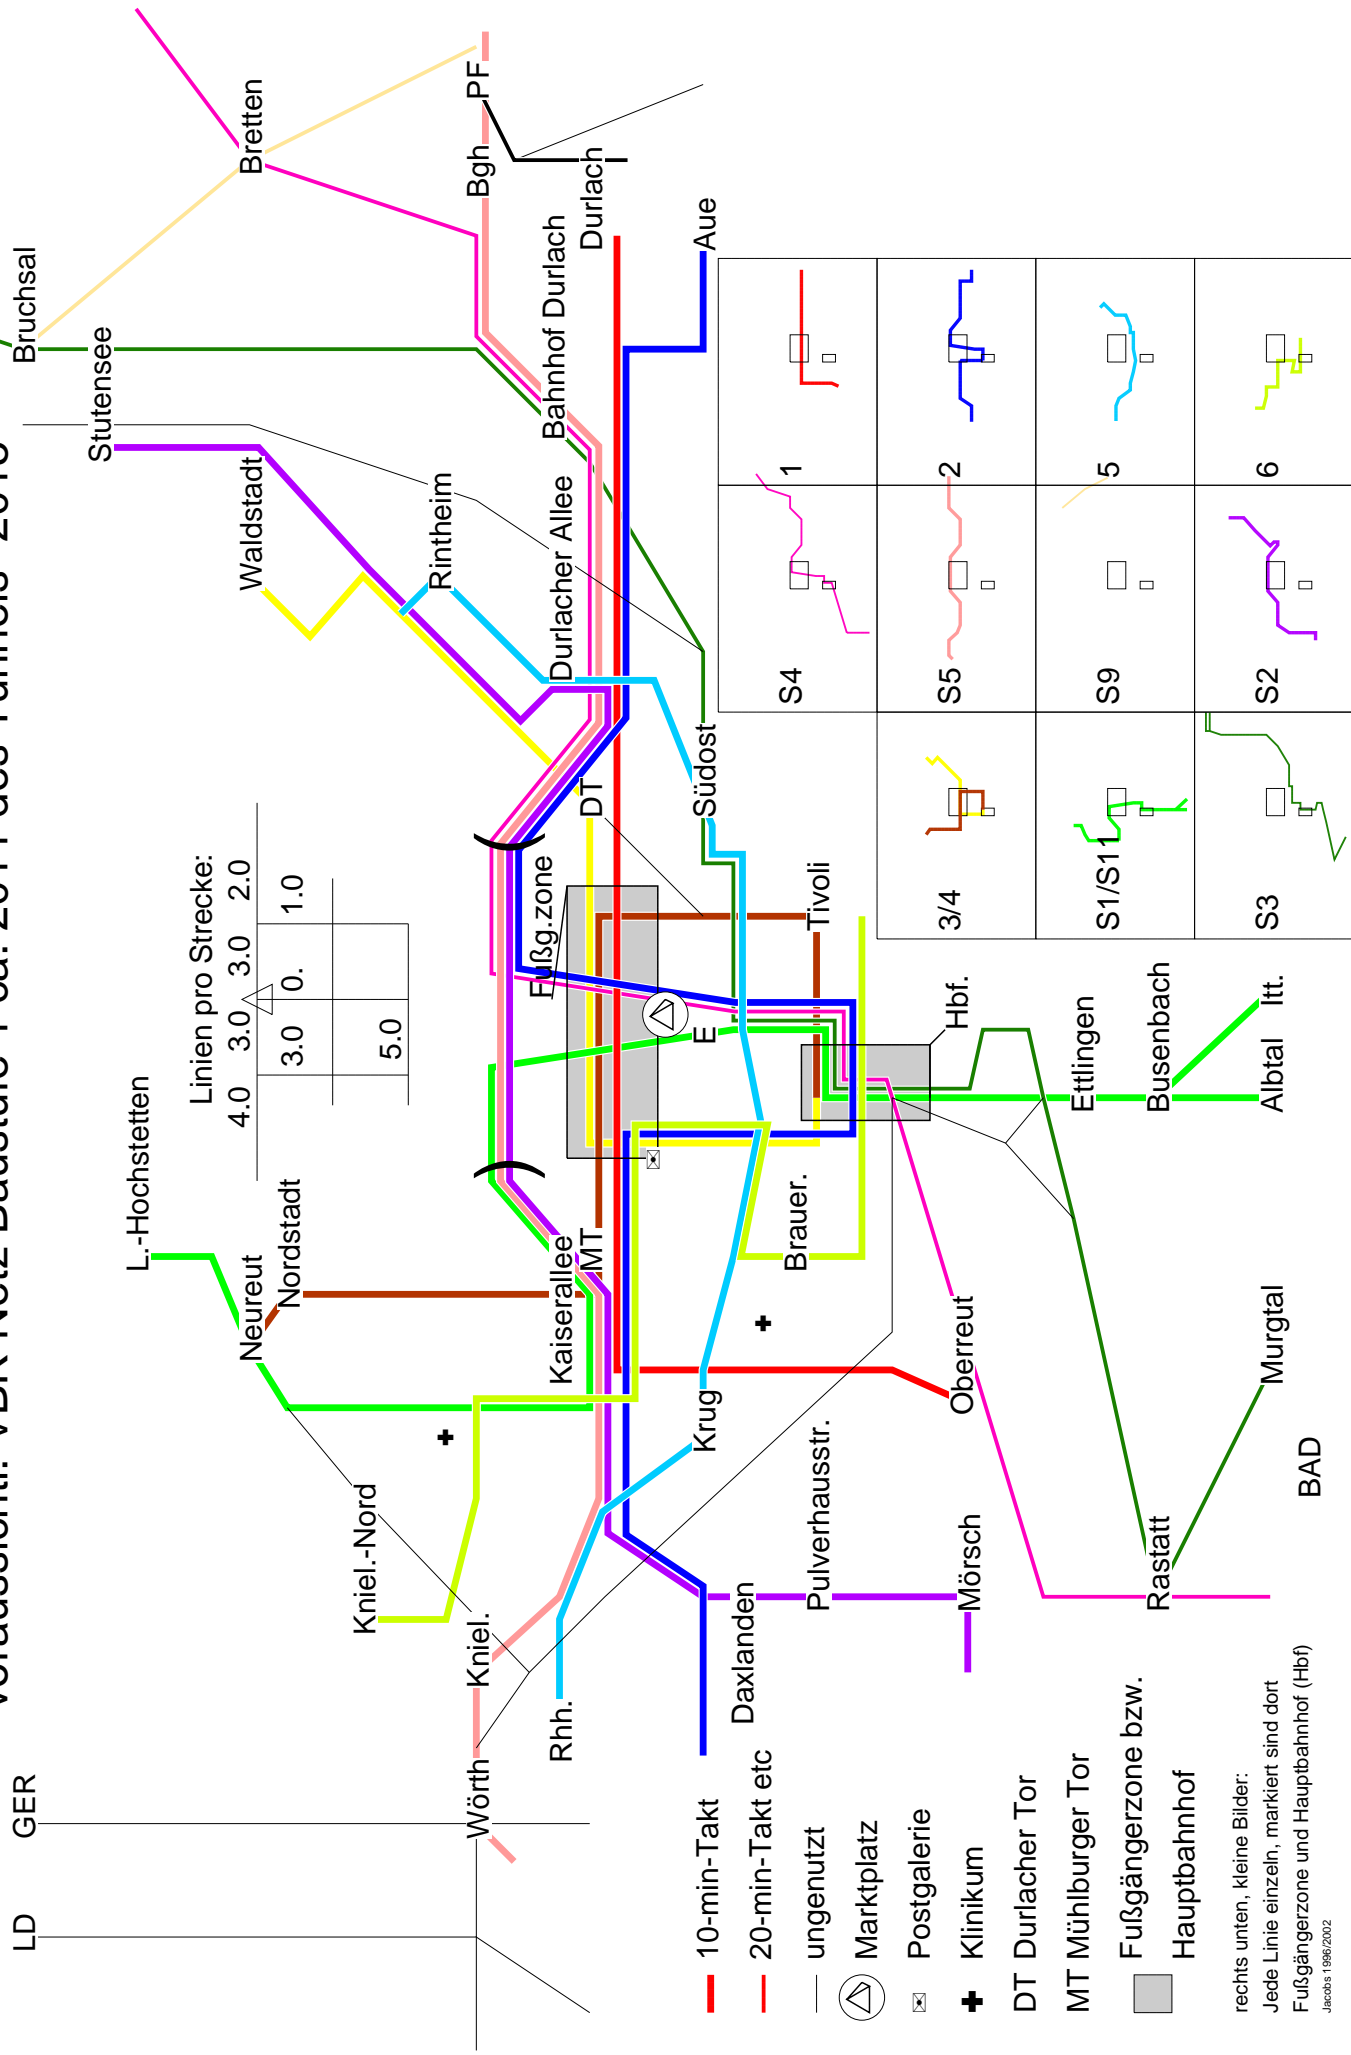 LD
GER
Bruchsal
Stutensee
Bretten
L.-Hochstetten
Linien pro Strecke:
4.0 3.0 3.0 2.0
3.0 0. 1.0
5.0
Neureut
Nordstadt
Waldstadt
Kniel.-Nord
Rintheim
Wörth
Kniel.
Bgh
PF
Rhh.
Kaiserallee
MT
Fußg.zone
DT
Durlacher Allee
Bahnhof Durlach
Durlach
Daxlanden
Krug
E
Südost
Aue
Pulverhausstr.
Brauer.
Tivoli
Mörsch
Oberreut
Hbf.
Ettlingen
Rastatt
Busenbach
Murgtal
Albtal
Itt.
BAD
10-min-Takt
20-min-Takt etc
ungenutzt
Marktplatz
Postgalerie
Klinikum
DT Durlacher Tor
MT Mühlburger Tor
Fußgängerzone bzw.
Hauptbahnhof
rechts unten, kleine Bilder:
Jede Linie einzeln, markiert sind dort
Fußgängerzone und Hauptbahnhof (Hbf)
Jacobs 1996/2002
S4
1
3/4
S5
2
S1/S11
S9
5
S3
S2
6